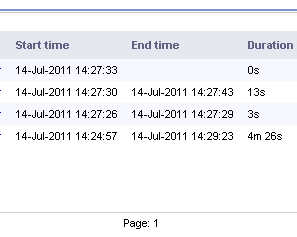 Start time End time Duration
14-Jul-2011 14:27:33 0s
14-Jul-2011 14:27:30 14-Jul-2011 14:27:43 13s
14-Jul-2011 14:27:26 14-Jul-2011 14:27:29 3s
14-Jul-2011 14:24:57 14-Jul-2011 14:29:23 4m 26s
Page: 1